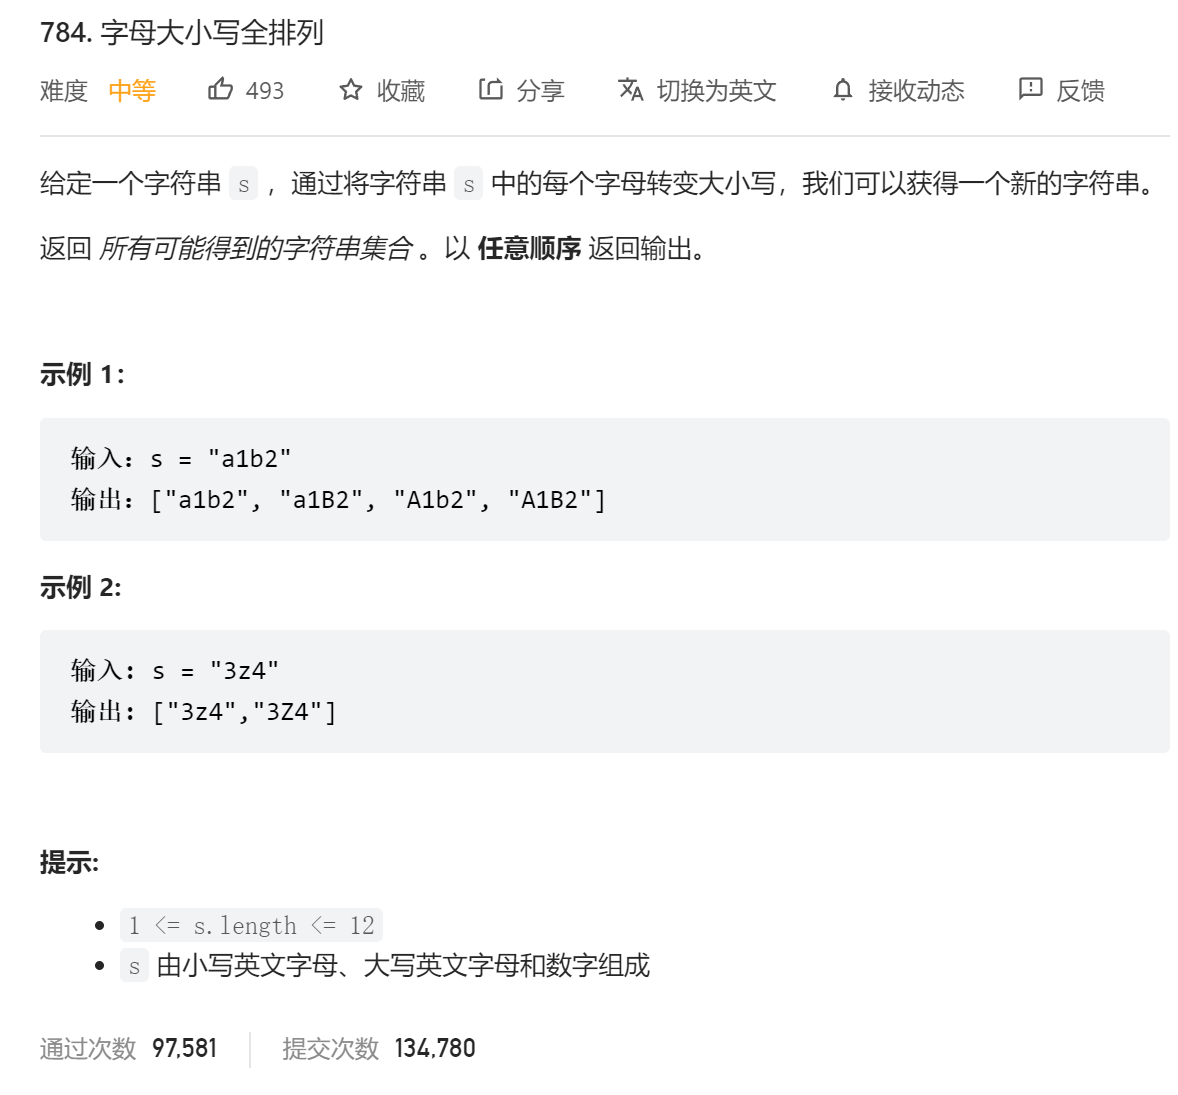 784. 字母大小写全排列
难度 中等 493 收藏 分享 切换为英文 接收动态 反馈
给定一个字符串 s ，通过将字符串 s 中的每个字母转变大小写，我们可以获得一个新的字符串。
返回 所有可能得到的字符串集合 。以 任意顺序 返回输出。
示例 1：
输入：s = "a1b2"
输出：["a1b2", "a1B2", "A1b2", "A1B2"]
示例 2:
输入: s = "3z4"
输出: ["3z4","3Z4"]
提示:
1 <= s.length <= 12
s 由小写英文字母、大写英文字母和数字组成
通过次数 97,581 提交次数 134,780